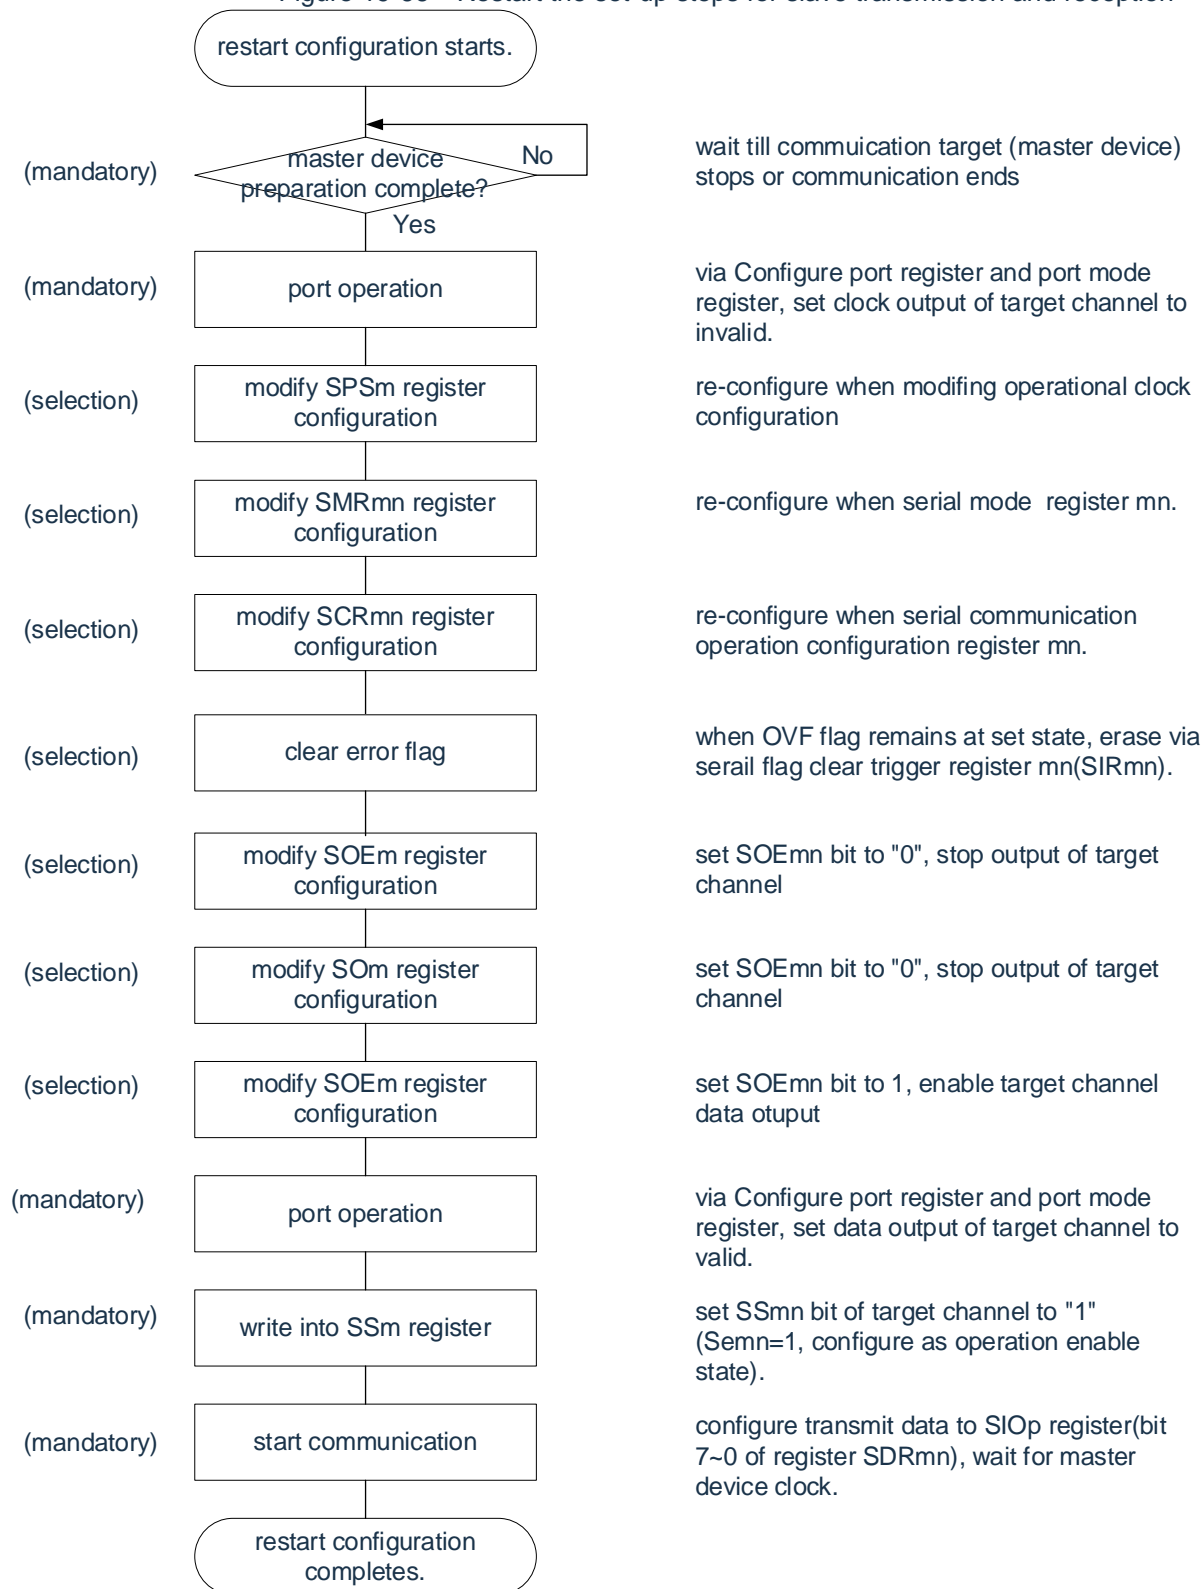 restart configuration starts.
(mandatory)
master device
preparation complete?
No
Yes
wait till commuication target (master device)
stops or communication ends
(mandatory)
port operation
via Configure port register and port mode
register, set clock output of target channel to
invalid.
(selection)
modify SPSm register
configuration
re-configure when modifing operational clock
configuration
(selection)
modify SMRmn register
configuration
re-configure when serial mode register mn.
(selection)
modify SCRmn register
configuration
re-configure when serial communication
operation configuration register mn.
(selection)
clear error flag
when OVF flag remains at set state, erase via
serail flag clear trigger register mn(SIRmn).
(selection)
modify SOEm register
configuration
set SOEmn bit to "0", stop output of target
channel
(selection)
modify SOm register
configuration
set SOEmn bit to "0", stop output of target
channel
(selection)
modify SOEm register
configuration
set SOEmn bit to 1, enable target channel
data otuput
(mandatory)
port operation
via Configure port register and port mode
register, set data output of target channel to
valid.
(mandatory)
write into SSm register
set SSmn bit of target channel to "1"
(Semn=1, configure as operation enable
state).
(mandatory)
start communication
configure transmit data to SIOp register(bit
7~0 of register SDRmn), wait for master
device clock.
restart configuration
completes.